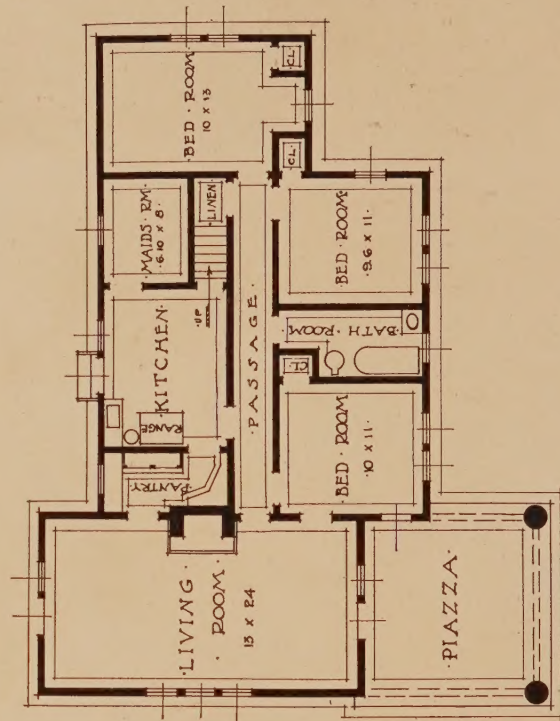 ·BED·ROOM·
10 X 13
CL.
CL.
·MAIDS·RM·
·6·10 X 8·
LINEN
·BED·ROOM·
9·6 X 11·
·UP·
·KITCHEN·
·PASSAGE·
·BATH·ROOM·
CL.
RANGE
·PANTRY·
·BED·ROOM·
·10 X 11·
·LIVING·
·ROOM·
13 X 24
·PIAZZA·